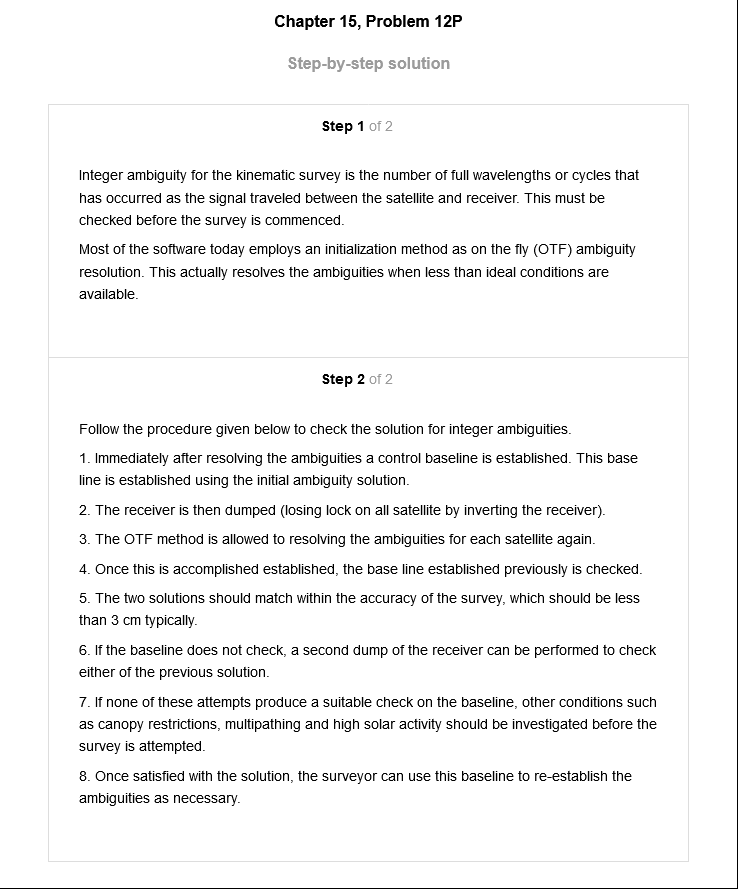 Chapter 15, Problem 12P
Step-by-step solution
Step 1 of 2
Integer ambiguity for the kinematic survey is the number of full wavelengths or cycles that
has occurred as the signal traveled between the satellite and receiver. This must be
checked before the survey is commenced.
Most of the software today employs an initialization method as on the fly (OTF) ambiguity
resolution. This actually resolves the ambiguities when less than ideal conditions are
available.
Step 2 of 2
Follow the procedure given below to check the solution for integer ambiguities.
1. Immediately after resolving the ambiguities a control baseline is established. This base
line is established using the initial ambiguity solution.
2. The receiver is then dumped (losing lock on all satellite by inverting the receiver).
3. The OTF method is allowed to resolving the ambiguities for each satellite again.
4. Once this is accomplished established, the base line established previously is checked.
5. The two solutions should match within the accuracy of the survey, which should be less
than 3 cm typically.
6. If the baseline does not check, a second dump of the receiver can be performed to check
either of the previous solution.
7. If none of these attempts produce a suitable check on the baseline, other conditions such
as canopy restrictions, multipathing and high solar activity should be investigated before the
survey is attempted.
8. Once satisfied with the solution, the surveyor can use this baseline to re-establish the
ambiguities as necessary.